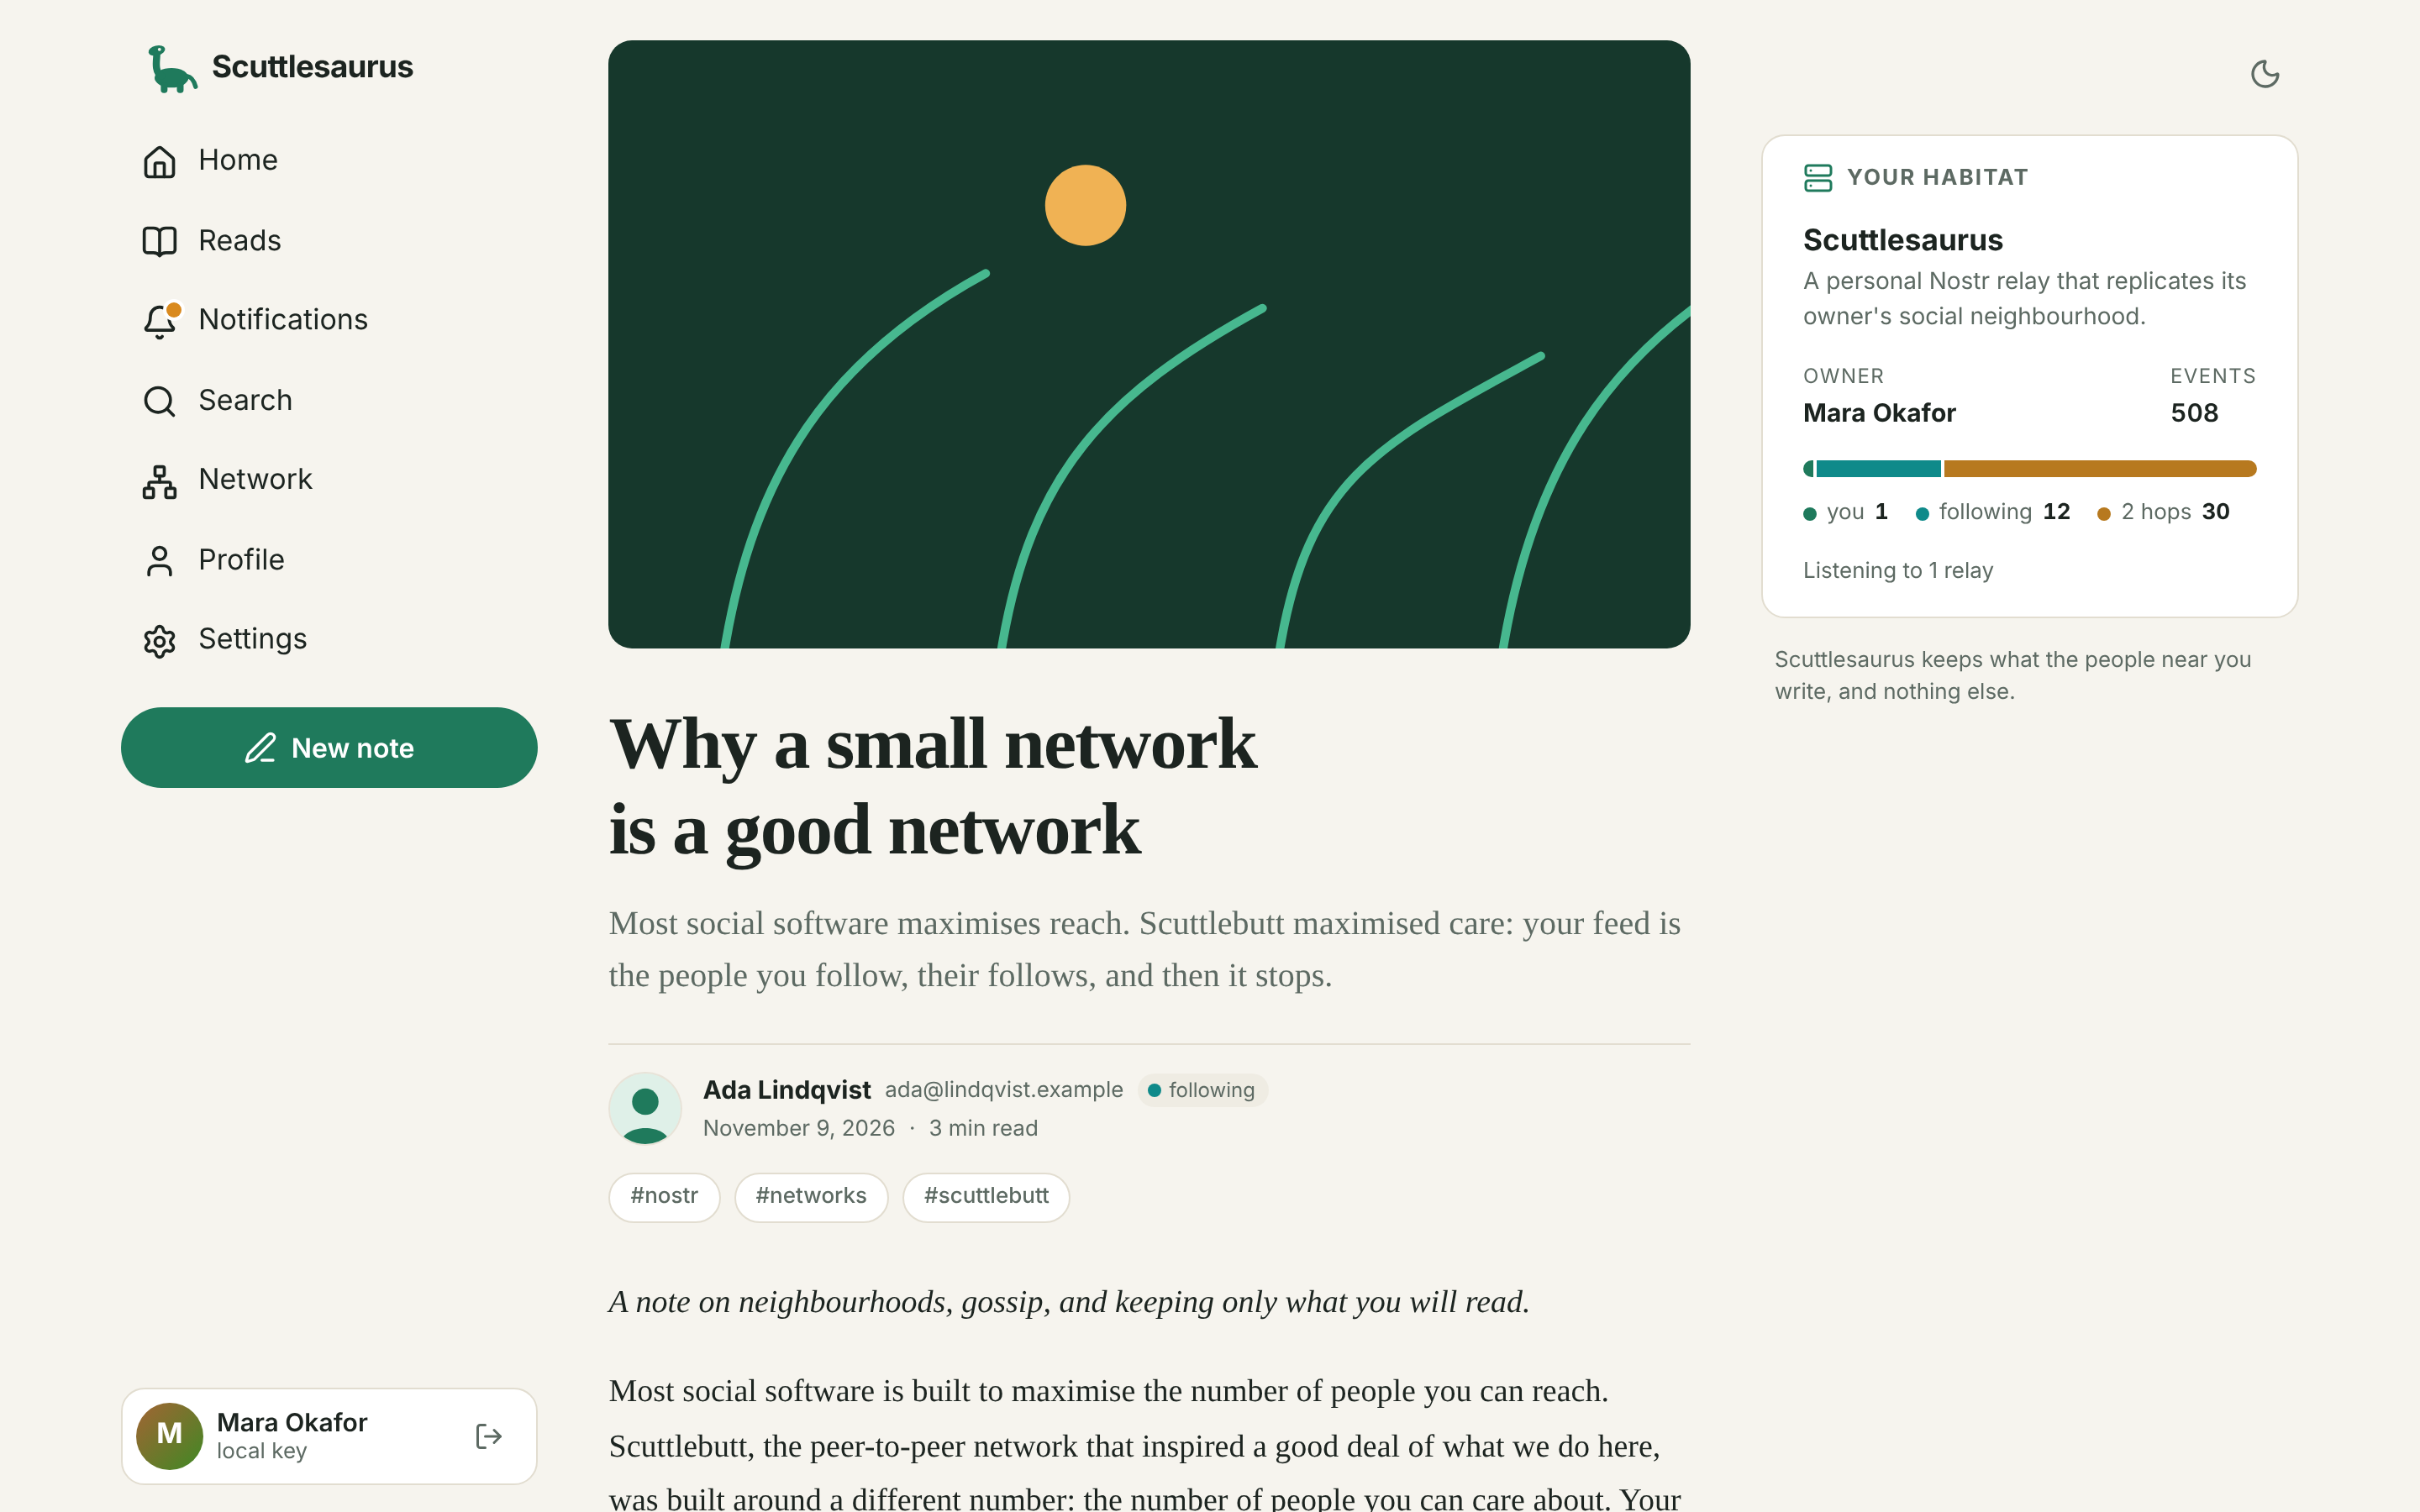 Scuttlesaurus
Home
Reads
Notifications
Search
Network
Profile
Settings
New note
M
Mara Okafor
local key
Why a small network
is a good network
Most social software maximises reach. Scuttlebutt maximised care: your feed is
the people you follow, their follows, and then it stops.
Ada Lindqvist ada@lindqvist.example following
November 9, 2026 · 3 min read
#nostr #networks #scuttlebutt
A note on neighbourhoods, gossip, and keeping only what you will read.
Most social software is built to maximise the number of people you can reach.
Scuttlebutt, the peer-to-peer network that inspired a good deal of what we do here,
was built around a different number: the number of people you can care about. Your
YOUR HABITAT
Scuttlesaurus
A personal Nostr relay that replicates its
owner's social neighbourhood.
OWNER EVENTS
Mara Okafor 508
you 1 following 12 2 hops 30
Listening to 1 relay
Scuttlesaurus keeps what the people near you
write, and nothing else.